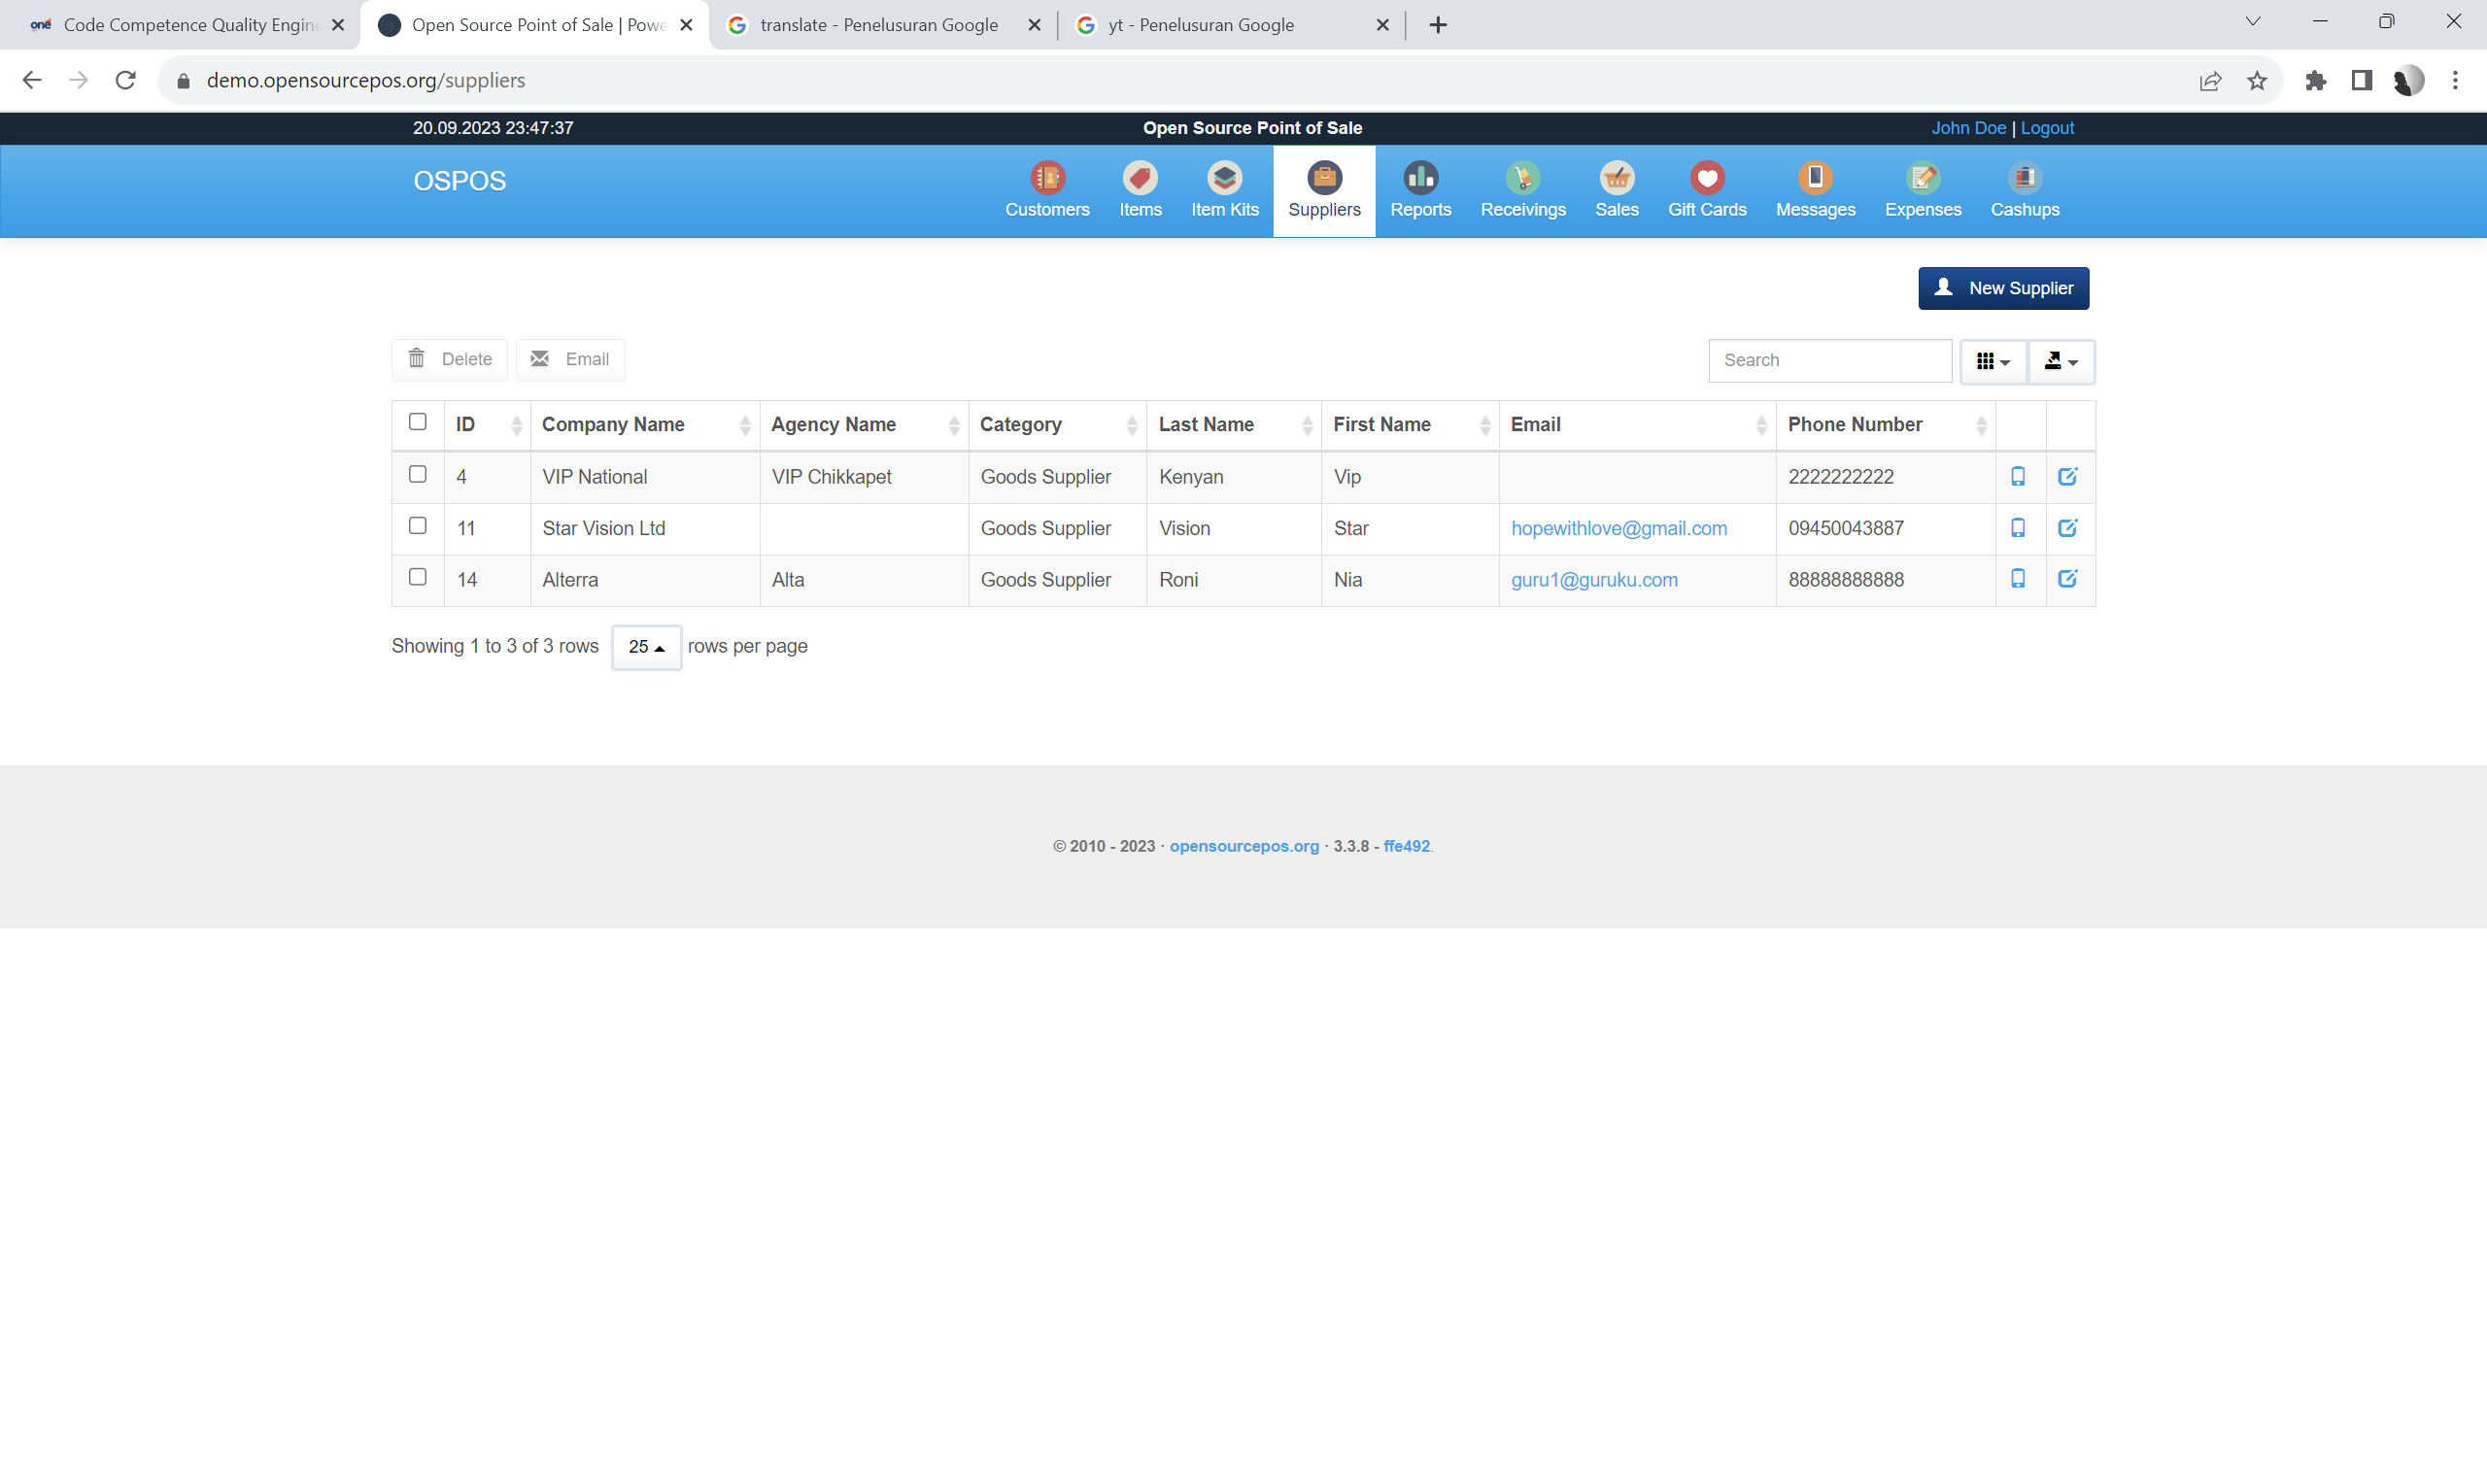 oné Code Competence Quality Engin
Open Source Point of Sale | Powe
translate - Penelusuran Google
yt - Penelusuran Google
demo.opensourcepos.org/suppliers
20.09.2023 23:47:37
Open Source Point of Sale
John Doe | Logout
OSPOS
Customers
Items
Item Kits
Suppliers
Reports
Receivings
Sales
Gift Cards
Messages
Expenses
Cashups
New Supplier
Delete
Email
Search
ID Company Name Agency Name Category Last Name First Name Email Phone Number
4 VIP National VIP Chikkapet Goods Supplier Kenyan Vip 2222222222
11 Star Vision Ltd Goods Supplier Vision Star hopewithlove@gmail.com 09450043887
14 Alterra Alta Goods Supplier Roni Nia guru1@guruku.com 88888888888
Showing 1 to 3 of 3 rows 25 rows per page
© 2010 - 2023 · opensourcepos.org · 3.3.8 - ffe492.